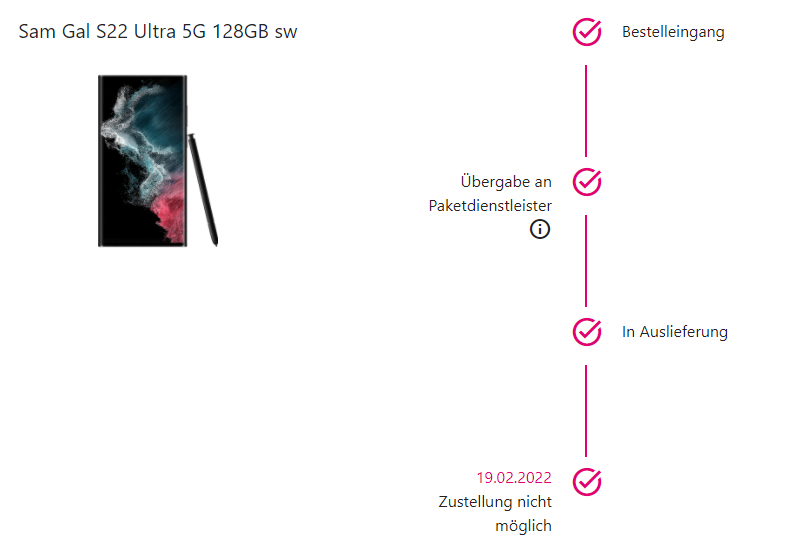 Sam Gal S22 Ultra 5G 128GB sw
Bestelleingang
Übergabe an
Paketdienstleister
In Auslieferung
19.02.2022
Zustellung nicht
möglich